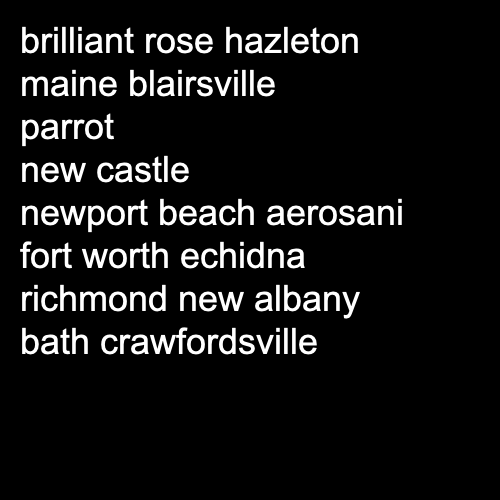 brilliant rose hazleton
maine blairsville
parrot
new castle
newport beach aerosani
fort worth echidna
richmond new albany
bath crawfordsville